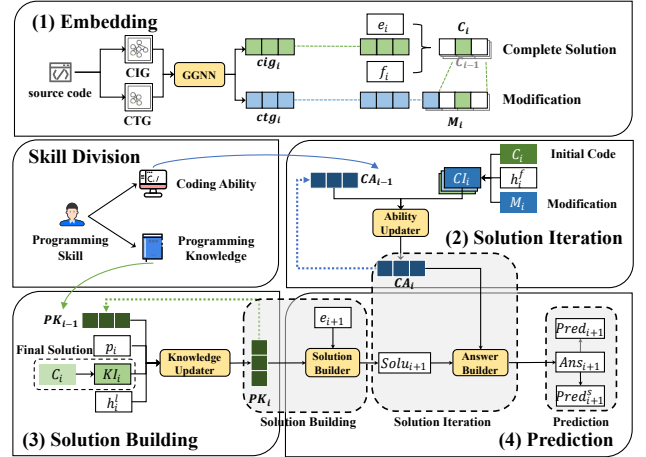 (1) Embedding
source code
CIG
CTG
GGNN
cig_i
ctg_i
e_i
f_i
C_i
C_{i-1}
M_i
Complete Solution
Modification
Skill Division
C./
Coding Ability
Programming
Skill
Programming
Knowledge
CA_{i-1}
CI_i
C_i
h_i^f
M_i
Initial Code
Modification
Ability
Updater
(2) Solution Iteration
CA_i
PK_{i-1}
Final Solution
p_i
C_i
KI_i
h_i^l
Knowledge
Updater
PK_i
(3) Solution Building
e_{i+1}
Solution
Builder
Solution Building
Solu_{i+1}
Solution Iteration
Answer
Builder
Pred_{i+1}
Ans_{i+1}
Pred_{i+1}^s
Prediction
(4) Prediction